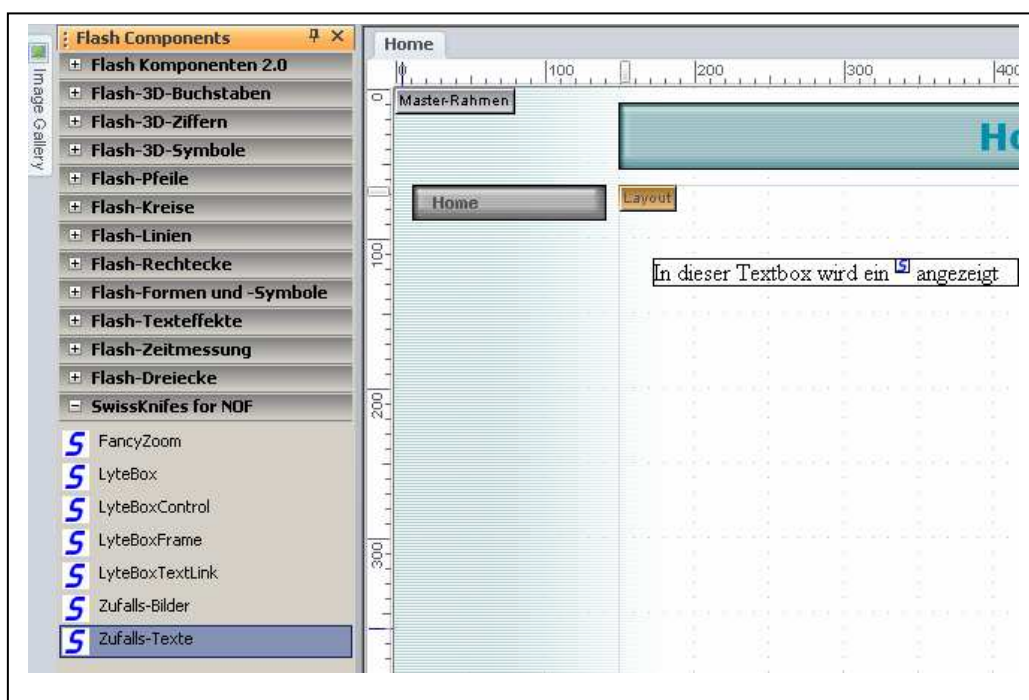 Image Gallery
Flash Components
Flash Komponenten 2.0
Flash-3D-Buchstaben
Flash-3D-Ziffern
Flash-3D-Symbole
Flash-Pfeile
Flash-Kreise
Flash-Linien
Flash-Rechtecke
Flash-Formen und -Symbole
Flash-Texteffekte
Flash-Zeitmessung
Flash-Dreiecke
SwissKnifes for NOF
S FancyZoom
S LyteBox
S LyteBoxControl
S LyteBoxFrame
S LyteBoxTextLink
S Zufalls-Bilder
S Zufalls-Texte
Home
0 100 200 300 400
0
100
200
300
Master-Rahmen
Ho
Home
Layout
In dieser Textbox wird ein S angezeigt